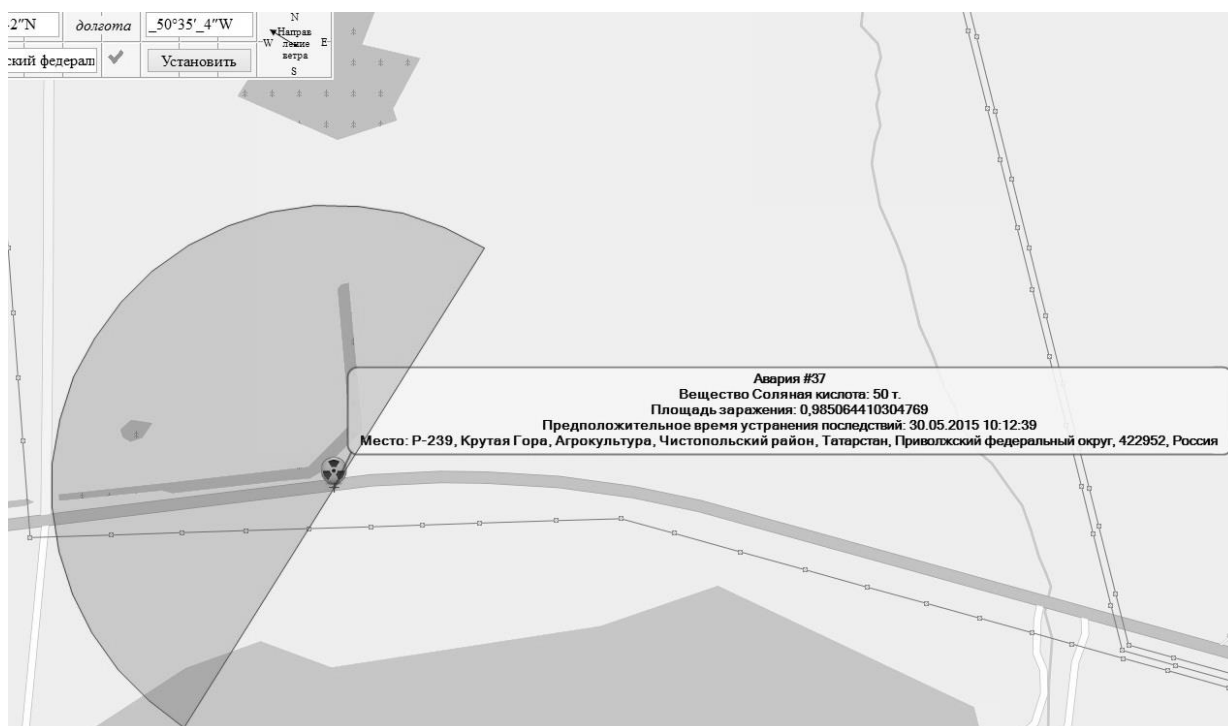 -2"N долгота _50°35'_4"W
ский федерал Установить
N
Направ
W ление E
ветра
S
Авария #37
Вещество Соляная кислота: 50 т.
Площадь заражения: 0,985064410304769
Предположительное время устранения последствий: 30.05.2015 10:12:39
Место: Р-239, Крутая Гора, Агрокультура, Чистопольский район, Татарстан, Приволжский федеральный округ, 422952, Россия